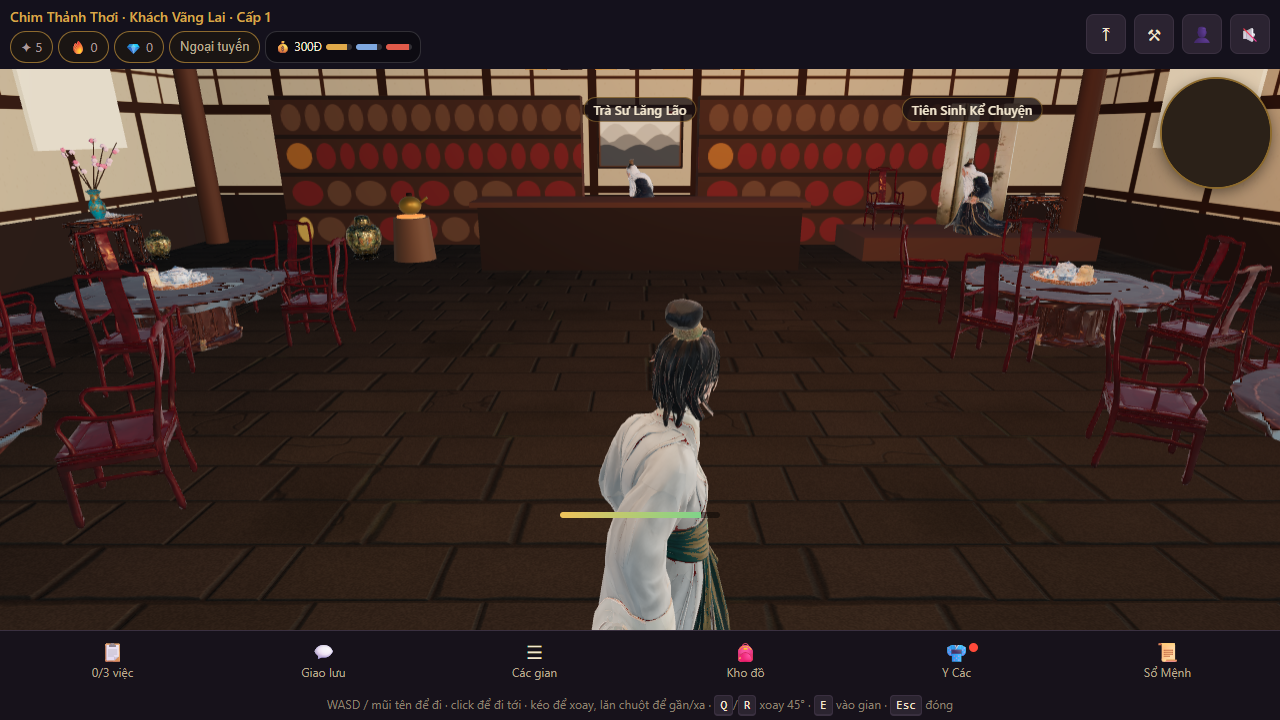 Chim Thảnh Thơi · Khách Vãng Lai · Cấp 1
5 0 0 Ngoại tuyến 300Đ
Trà Sư Lãng Lão
Tiên Sinh Kể Chuyện
0/3 việc
Giao lưu
Các gian
Kho đồ
Y Các
Sổ Mệnh
WASD / mũi tên để đi · click để đi tới · kéo để xoay, lăn chuột để gần/xa · Q / R xoay 45° · E vào gian · Esc đóng